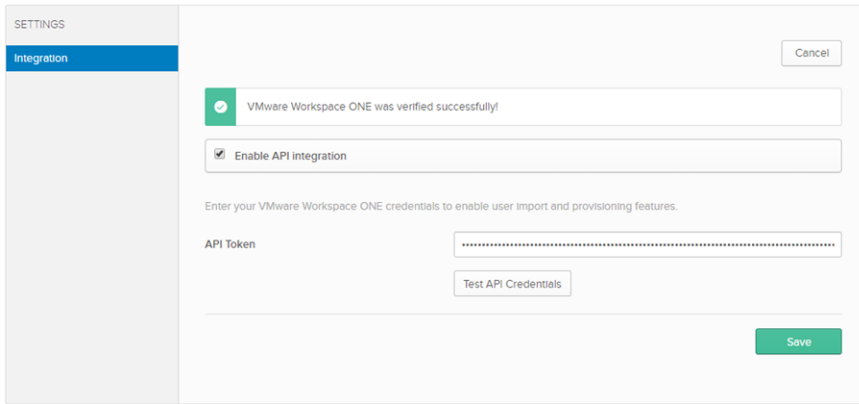 SETTINGS
Integration
Cancel
VMware Workspace ONE was verified successfully!
Enable API integration
Enter your VMware Workspace ONE credentials to enable user import and provisioning features.
API Token
Test API Credentials
Save